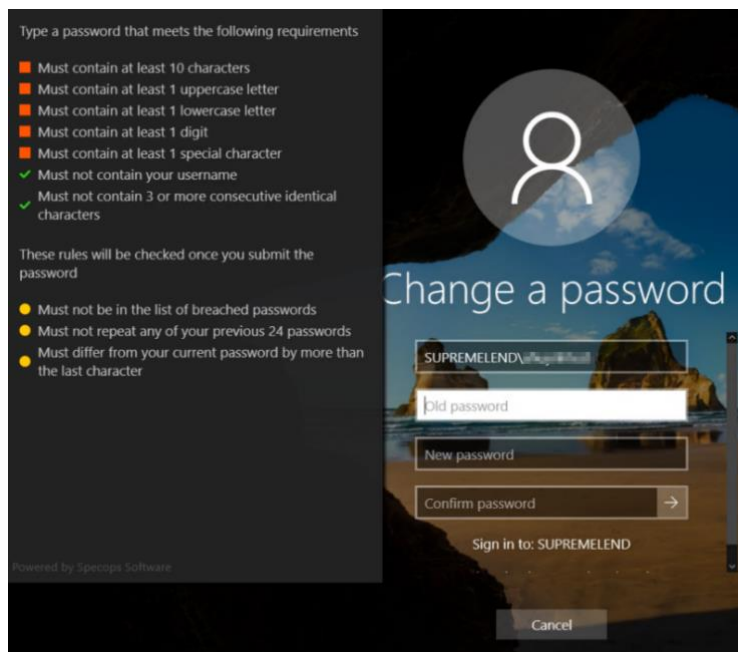 Type a password that meets the following requirements
Must contain at least 10 characters
Must contain at least 1 uppercase letter
Must contain at least 1 lowercase letter
Must contain at least 1 digit
Must contain at least 1 special character
Must not contain your username
Must not contain 3 or more consecutive identical
characters
These rules will be checked once you submit the
password
Must not be in the list of breached passwords
Must not repeat any of your previous 24 passwords
Must differ from your current password by more than
the last character
Powered by Specops Software
Change a password
SUPREMELEND\
Old password
New password
Confirm password
Sign in to: SUPREMELEND
Cancel